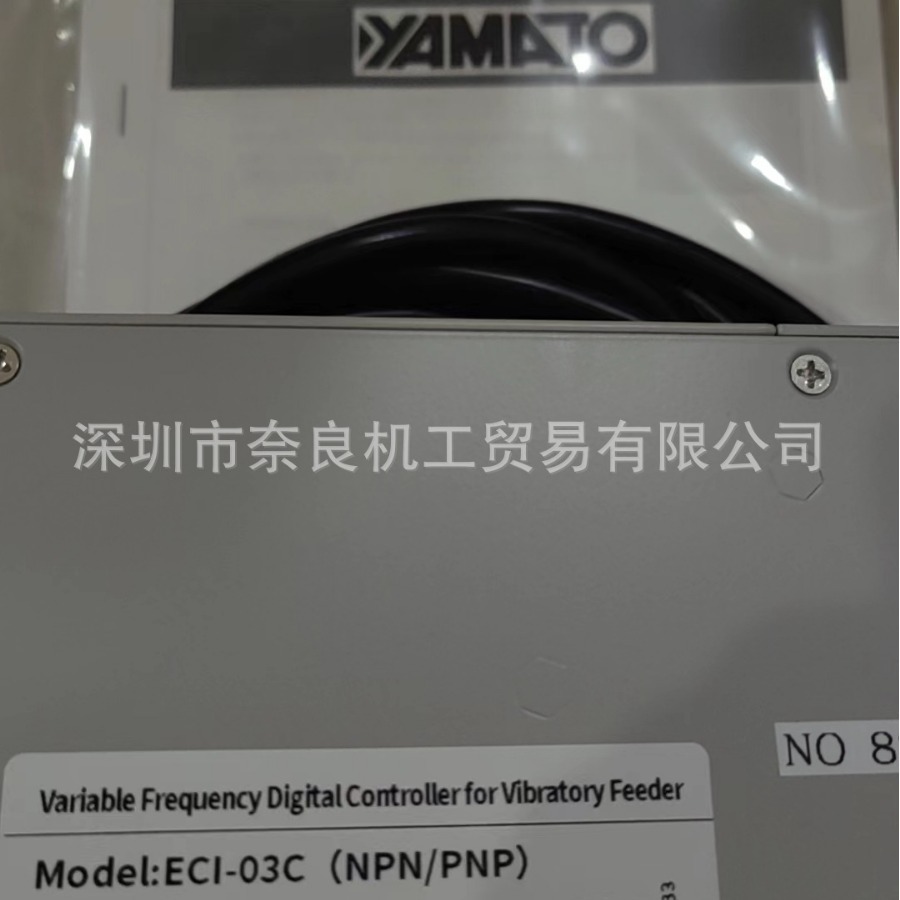 YAMATO
深圳市奈良机工贸易有限公司
NO 8
Variable Frequency Digital Controller for Vibratory Feeder
Model:ECI-03C（NPN/PNP）